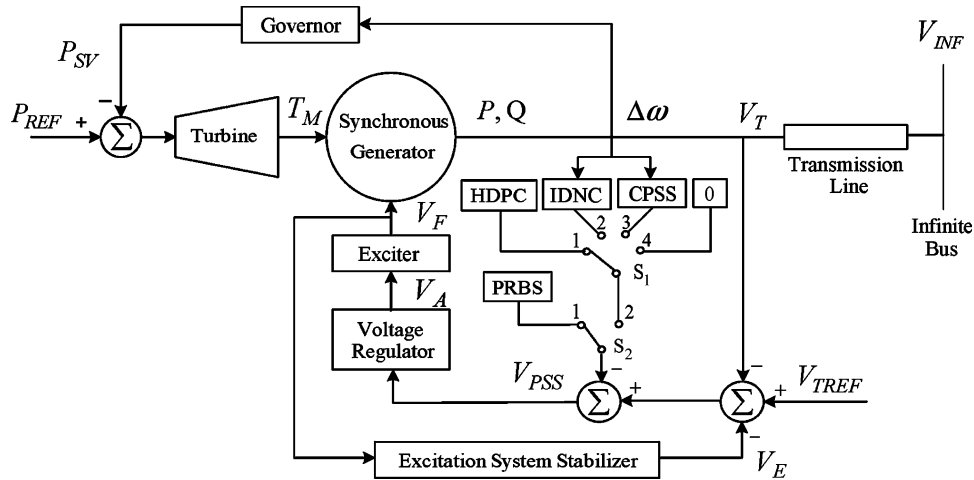 Governor
V_INF
P_SV
−
P_REF
+
Σ
Turbine
T_M
Synchronous
Generator
P, Q
Δω
V_T
Transmission
Line
HDPC
IDNC
CPSS
0
2
3
1
4
S_1
Infinite
Bus
V_F
Exciter
PRBS
V_A
1
2
S_2
Voltage
Regulator
V_PSS
−
Σ
+
−
Σ
+
V_TREF
−
V_E
Excitation System Stabilizer